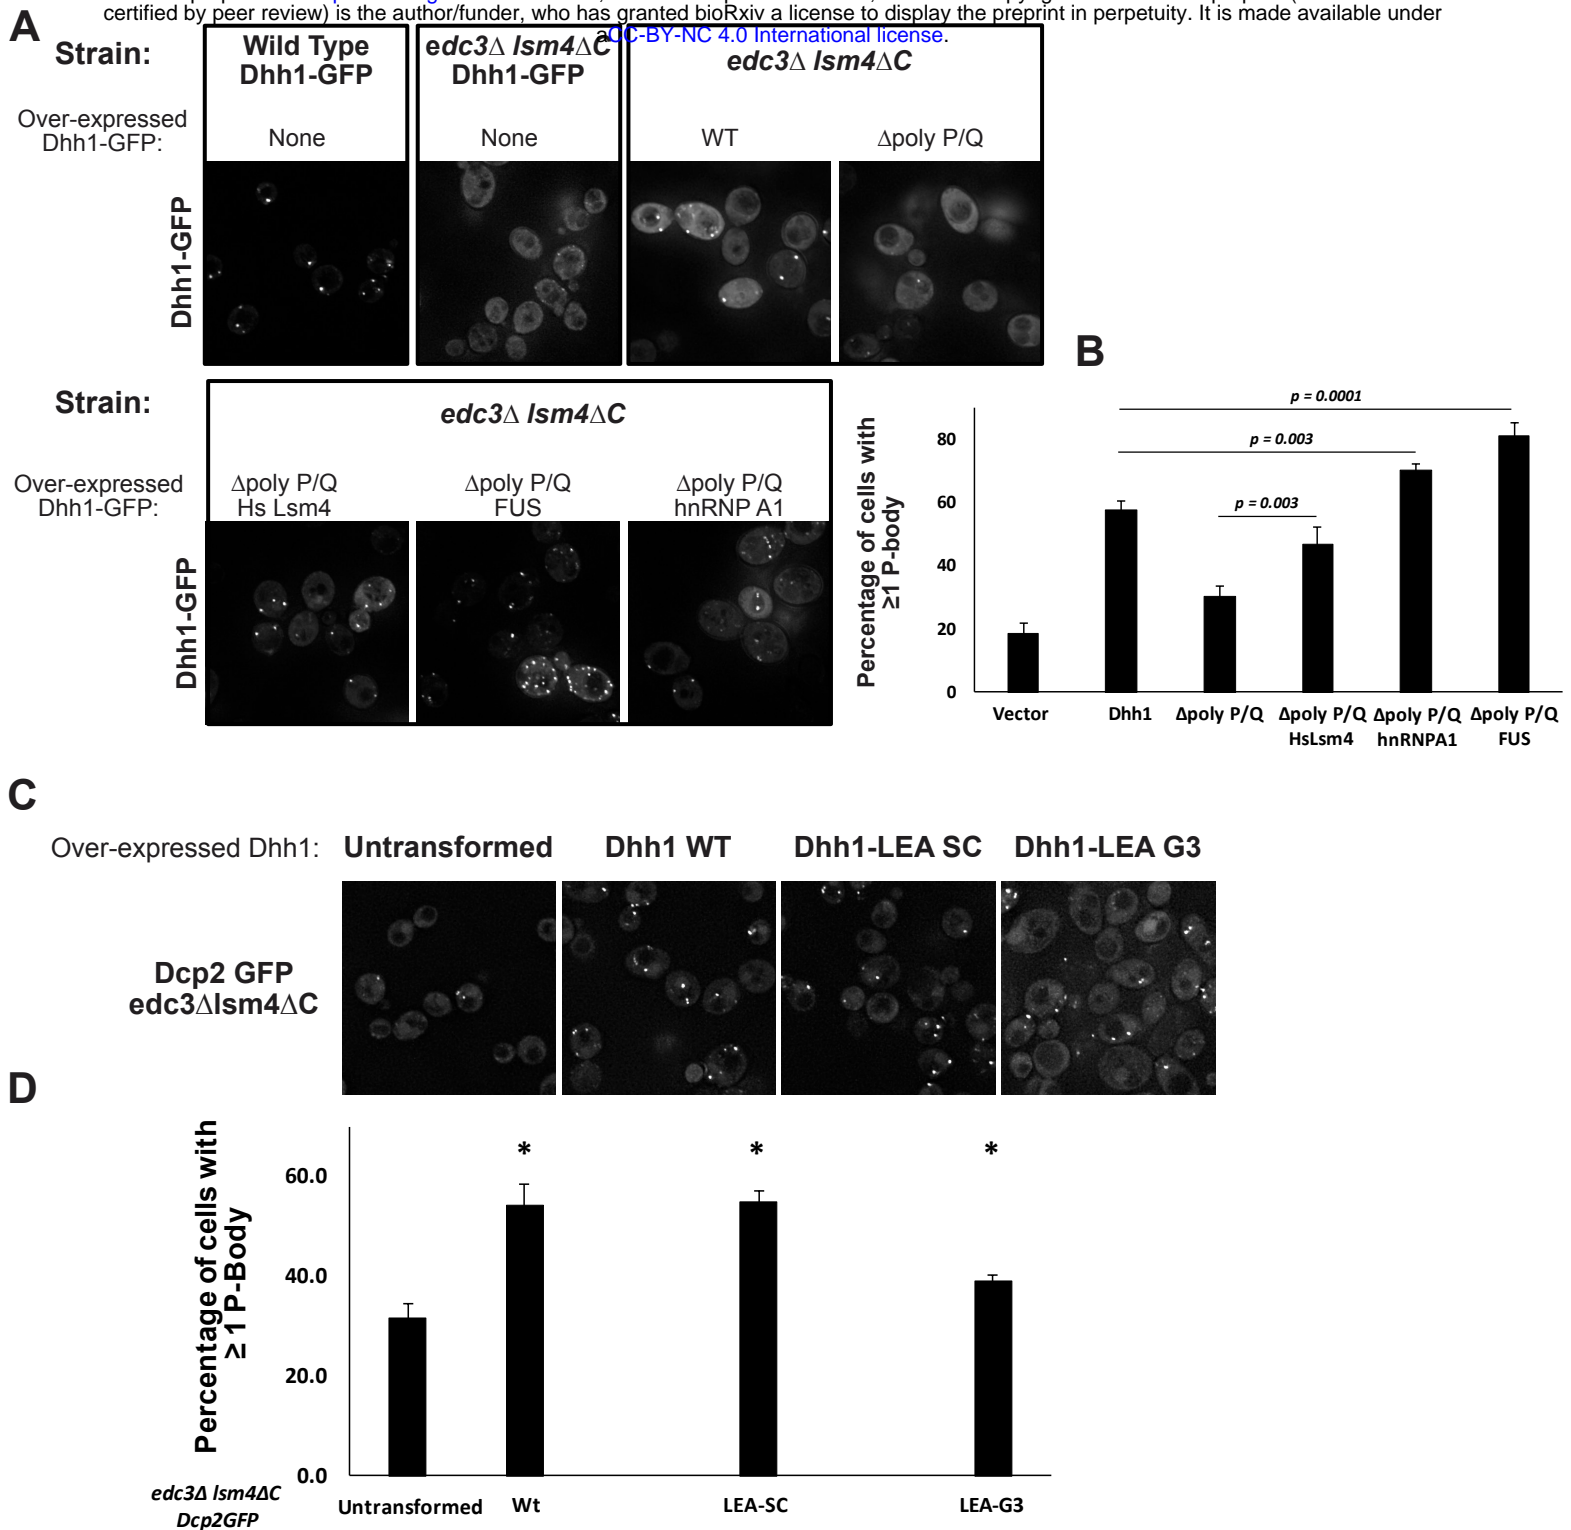 certified by peer review) is the author/funder, who has granted bioRxiv a license to display the preprint in perpetuity. It is made available under
aCC-BY-NC 4.0 International license.
A
Strain:
Wild Type
Dhh1-GFP
edc3Δ lsm4ΔC
Dhh1-GFP
edc3Δ lsm4ΔC
Over-expressed
Dhh1-GFP:
None
None
WT
Δpoly P/Q
Dhh1-GFP
Strain:
edc3Δ lsm4ΔC
Over-expressed
Dhh1-GFP:
Δpoly P/Q
Hs Lsm4
Δpoly P/Q
FUS
Δpoly P/Q
hnRNP A1
Dhh1-GFP
B
Percentage of cells with
≥1 P-body
80
60
40
20
0
p = 0.0001
p = 0.003
p = 0.003
Vector
Dhh1
Δpoly P/Q
Δpoly P/Q
HsLsm4
Δpoly P/Q
hnRNPA1
Δpoly P/Q
FUS
C
Over-expressed Dhh1:
Untransformed
Dhh1 WT
Dhh1-LEA SC
Dhh1-LEA G3
Dcp2 GFP
edc3Δlsm4ΔC
D
Percentage of cells with
≥ 1 P-Body
60.0
40.0
20.0
0.0
*
*
*
edc3Δ lsm4ΔC
Dcp2GFP
Untransformed
Wt
LEA-SC
LEA-G3